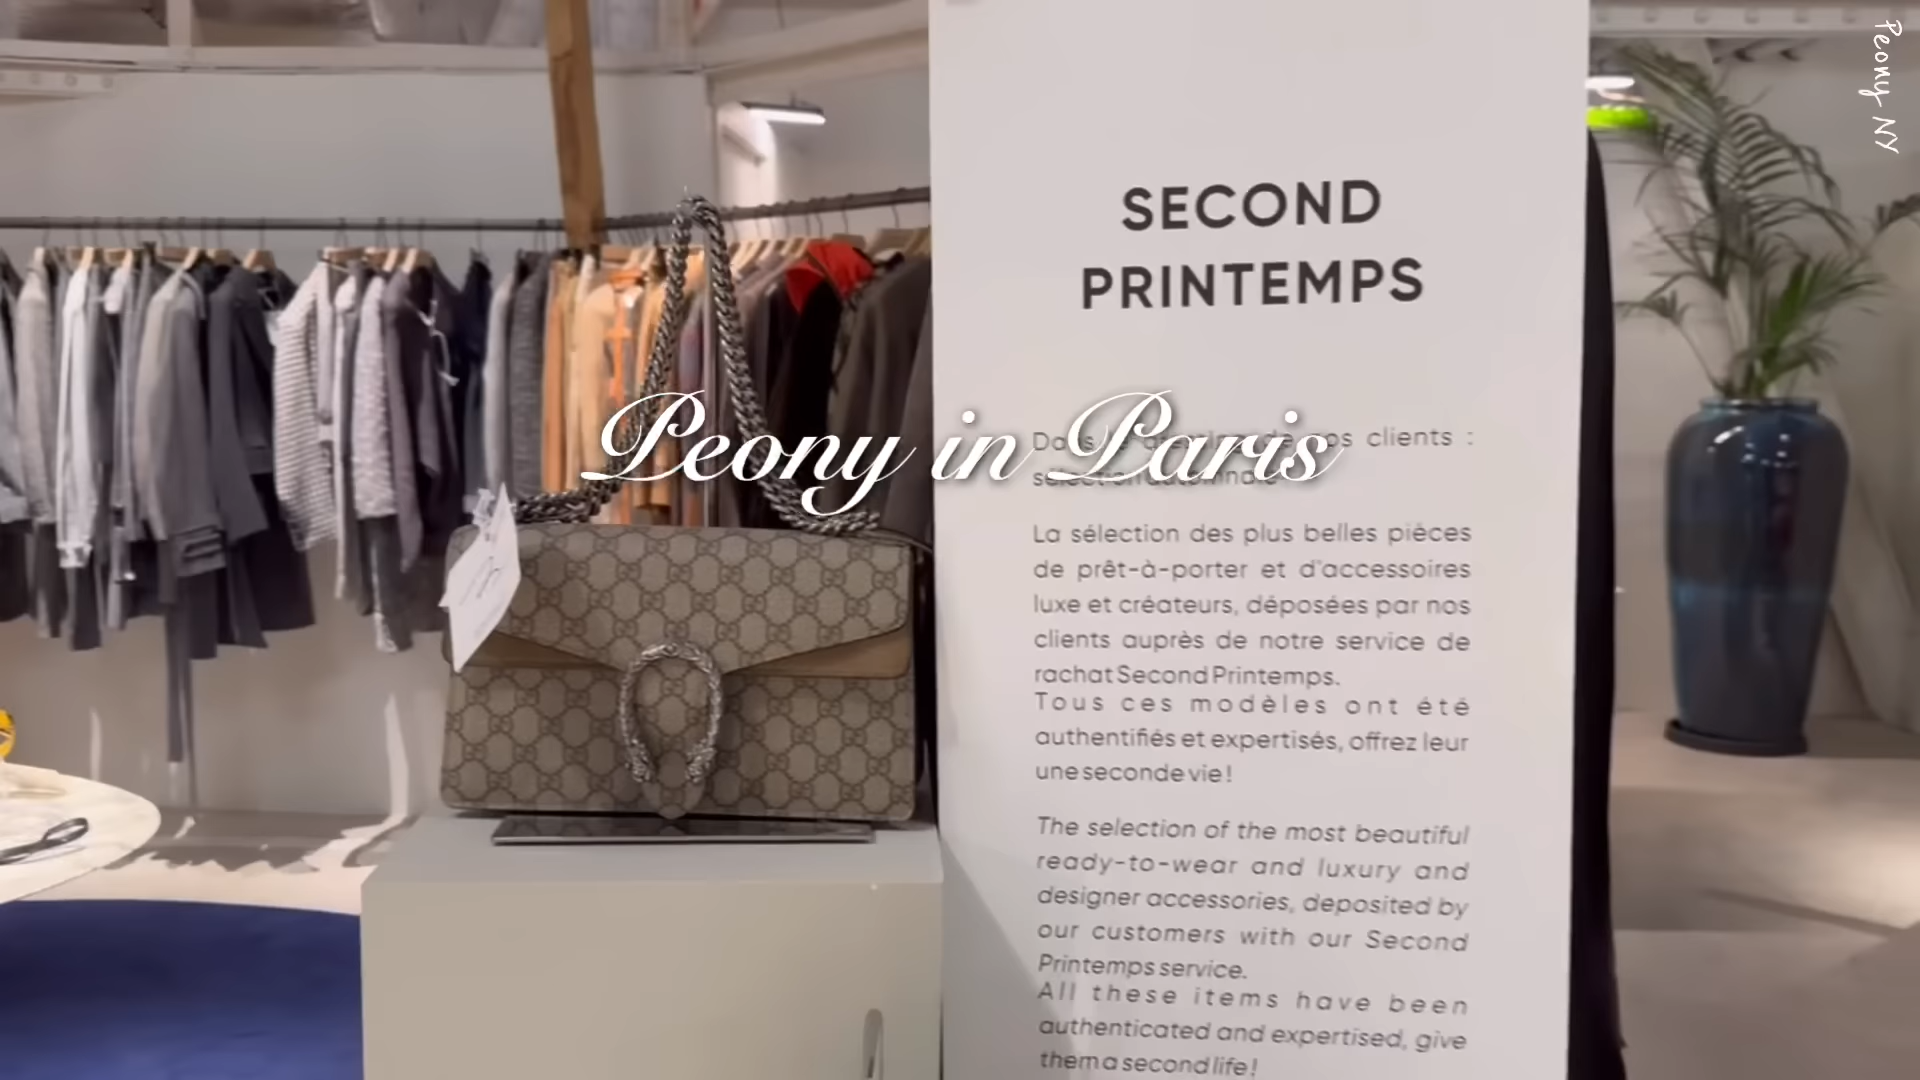 Peony NY
SECOND
PRINTEMPS
Peony in Paris
clients :
La sélection des plus belles pièces
de prêt-à-porter et d'accessoires
luxe et créateurs, déposées par nos
clients auprès de notre service de
rachat Second Printemps.
Tous ces modèles ont été
authentifiés et expertisés, offrez leur
une seconde vie !
The selection of the most beautiful
ready-to-wear and luxury and
designer accessories, deposited by
our customers with our Second
Printemps service.
All these items have been
authenticated and expertised, give
them a second life !